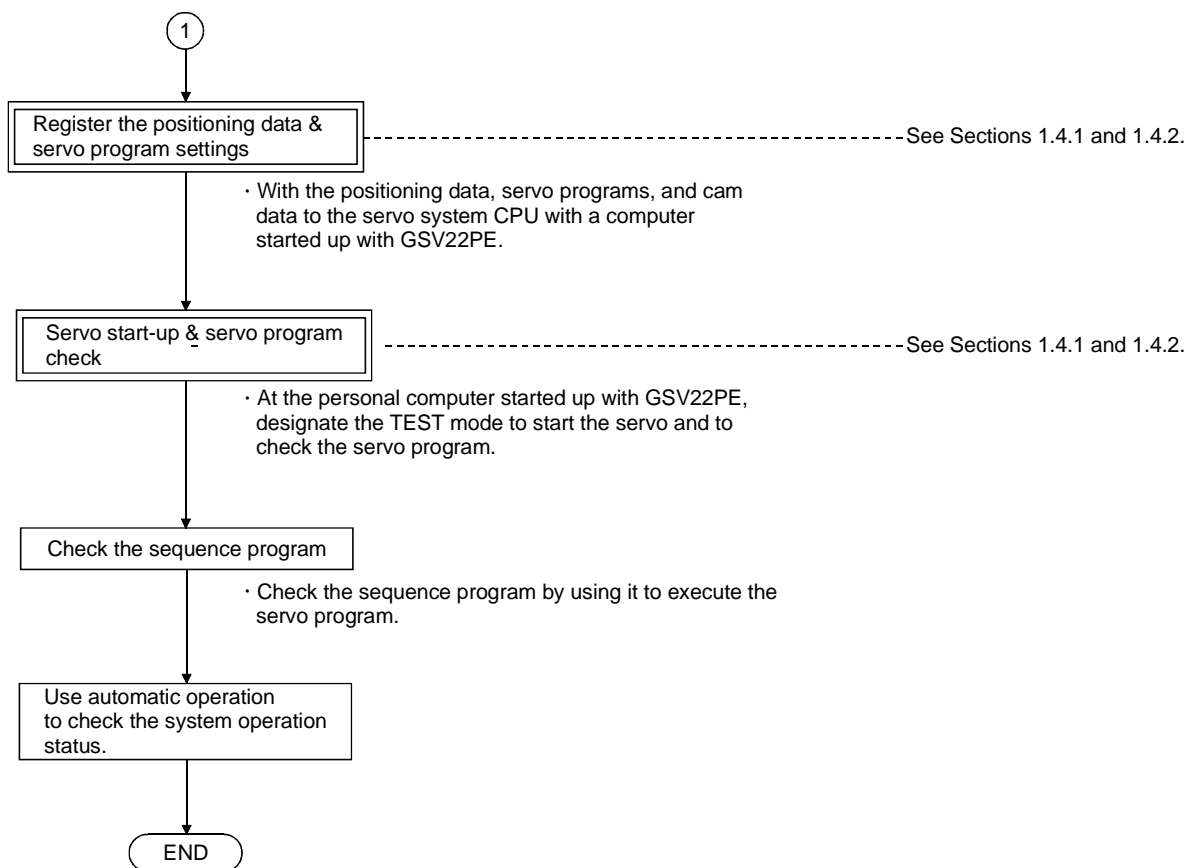 1
Register the positioning data &
servo program settings
See Sections 1.4.1 and 1.4.2.
· With the positioning data, servo programs, and cam
data to the servo system CPU with a computer
started up with GSV22PE.
Servo start-up & servo program
check
See Sections 1.4.1 and 1.4.2.
· At the personal computer started up with GSV22PE,
designate the TEST mode to start the servo and to
check the servo program.
Check the sequence program
· Check the sequence program by using it to execute the
servo program.
Use automatic operation
to check the system operation
status.
END